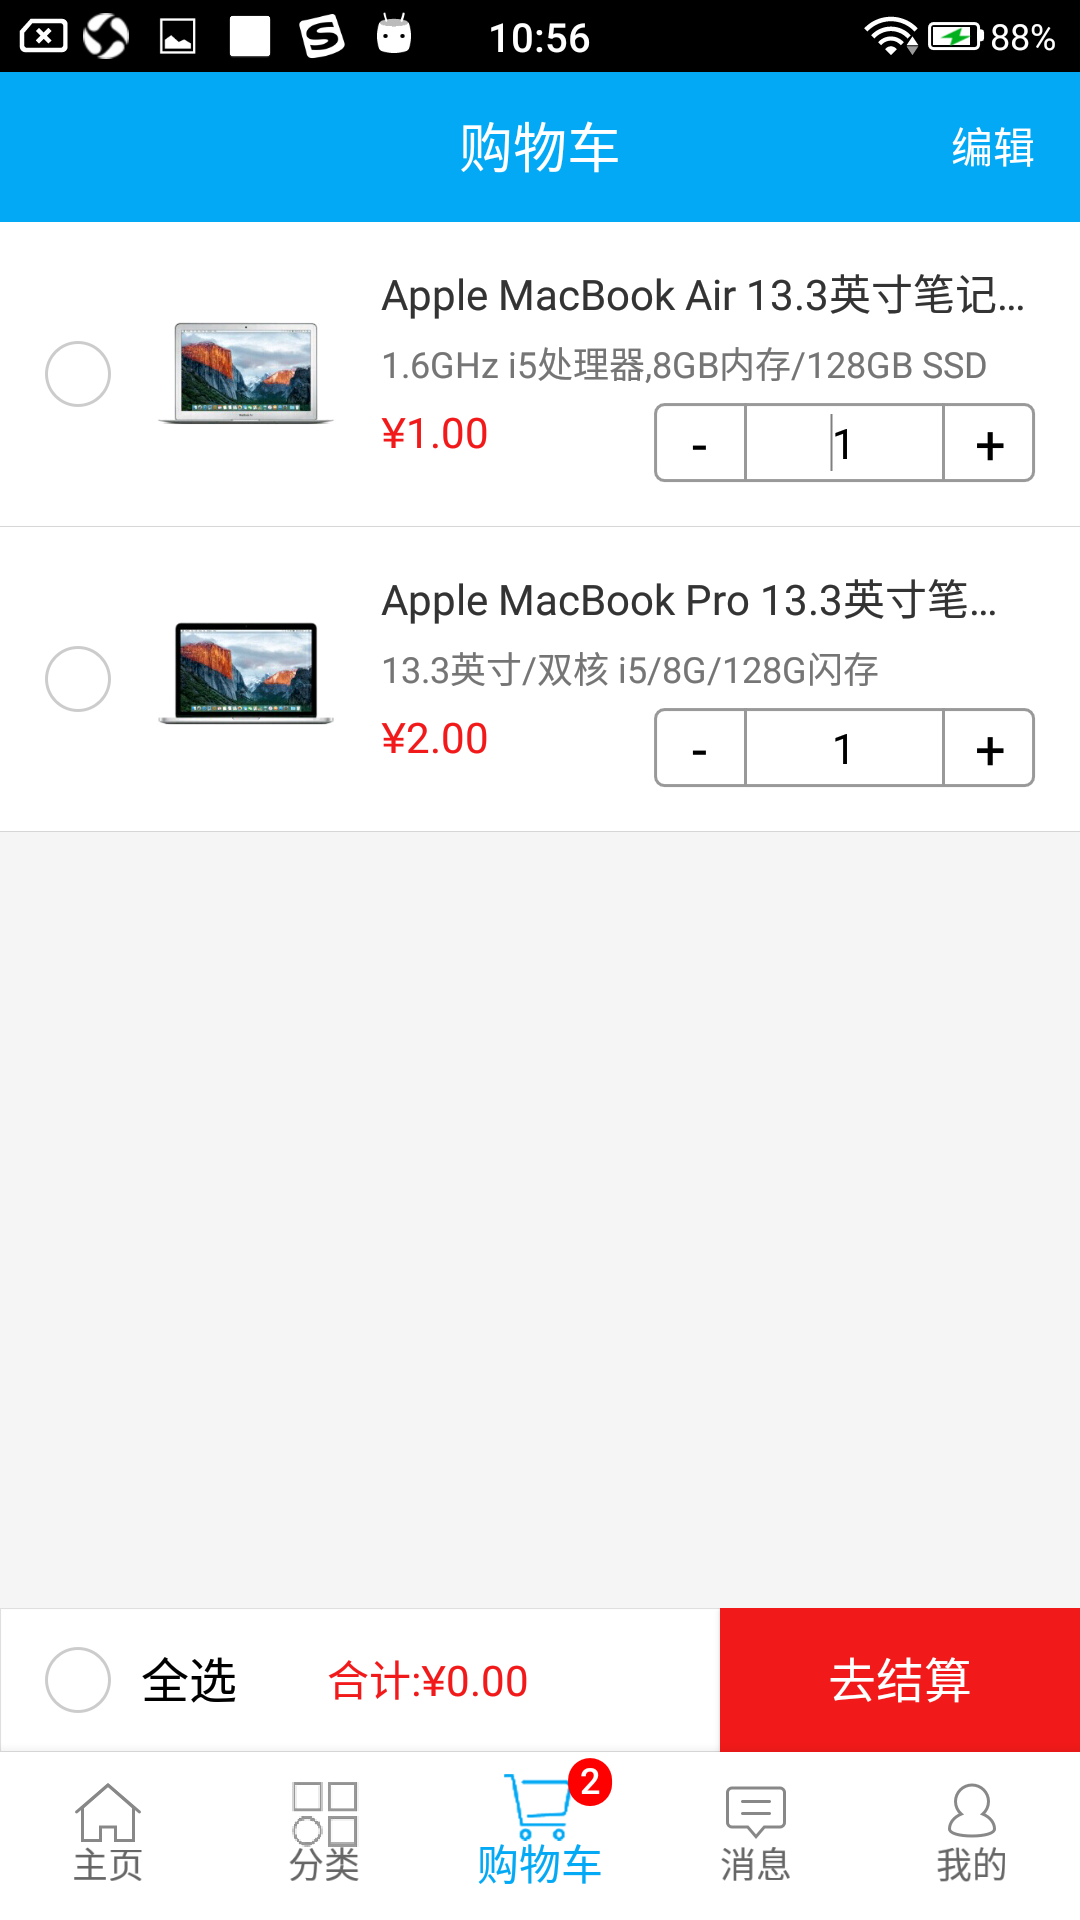 10:56 88%
购物车 编辑
Apple MacBook Air 13.3英寸笔记...
1.6GHz i5处理器,8GB内存/128GB SSD
¥1.00 - 1 +
Apple MacBook Pro 13.3英寸笔...
13.3英寸/双核 i5/8G/128G闪存
¥2.00 - 1 +
全选 合计:¥0.00 去结算
2
主页 分类 购物车 消息 我的